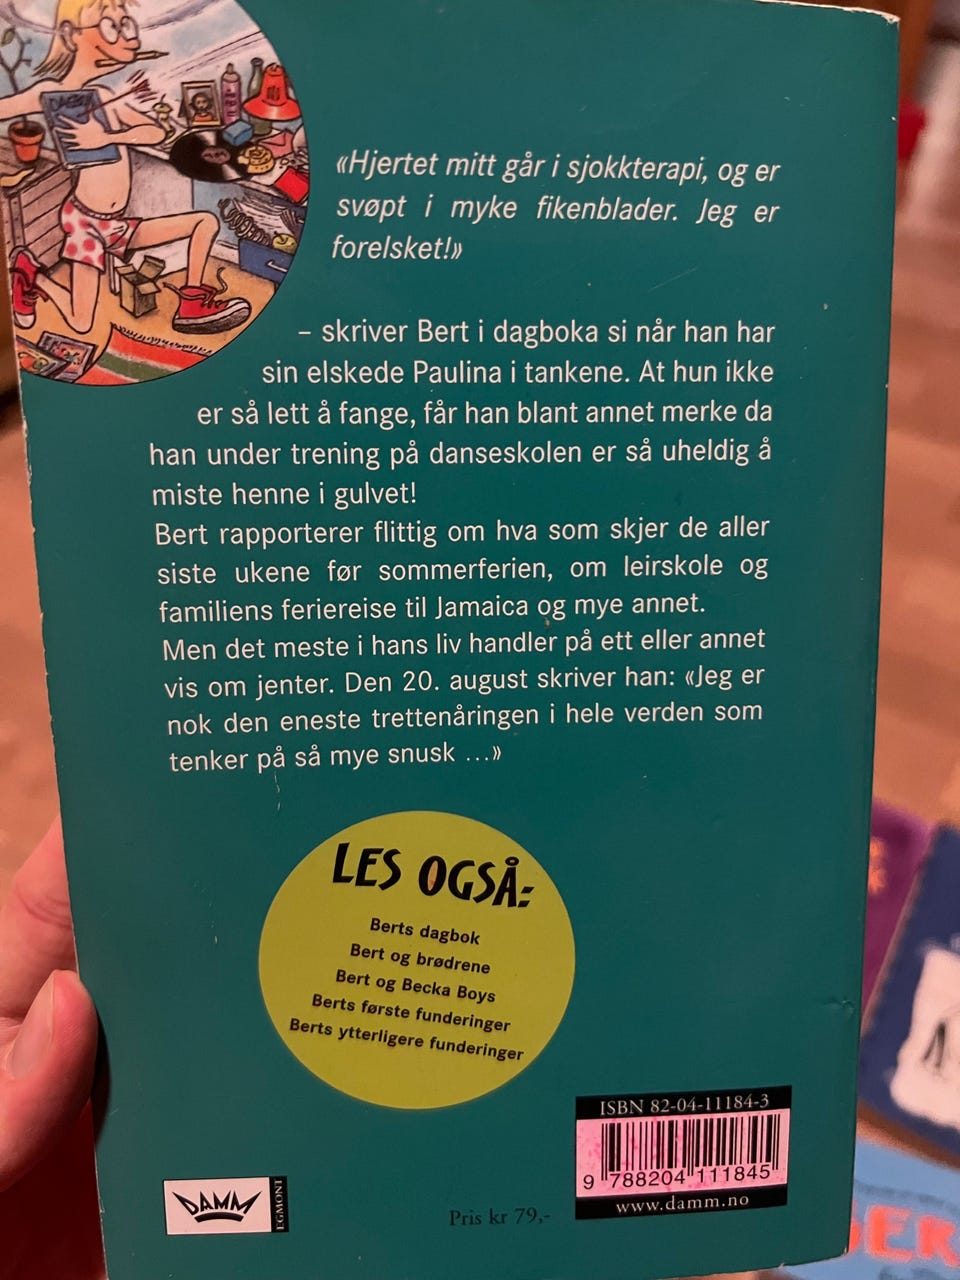 «Hjertet mitt går i sjokkterapi, og er
svøpt i myke fikenblader. Jeg er
forelsket!»
– skriver Bert i dagboka si når han har
sin elskede Paulina i tankene. At hun ikke
er så lett å fange, får han blant annet merke da
han under trening på danseskolen er så uheldig å
miste henne i gulvet!
Bert rapporterer flittig om hva som skjer de aller
siste ukene før sommerferien, om leirskole og
familiens feriereise til Jamaica og mye annet.
Men det meste i hans liv handler på ett eller annet
vis om jenter. Den 20. august skriver han: «Jeg er
nok den eneste trettenåringen i hele verden som
tenker på så mye snusk ...»
LES OGSÅ:
Berts dagbok
Bert og brødrene
Bert og Becka Boys
Berts første funderinger
Berts ytterligere funderinger
ISBN 82-04-11184-3
9 788204 111845
www.damm.no
Pris kr 79,-
DAMM
EGMONT